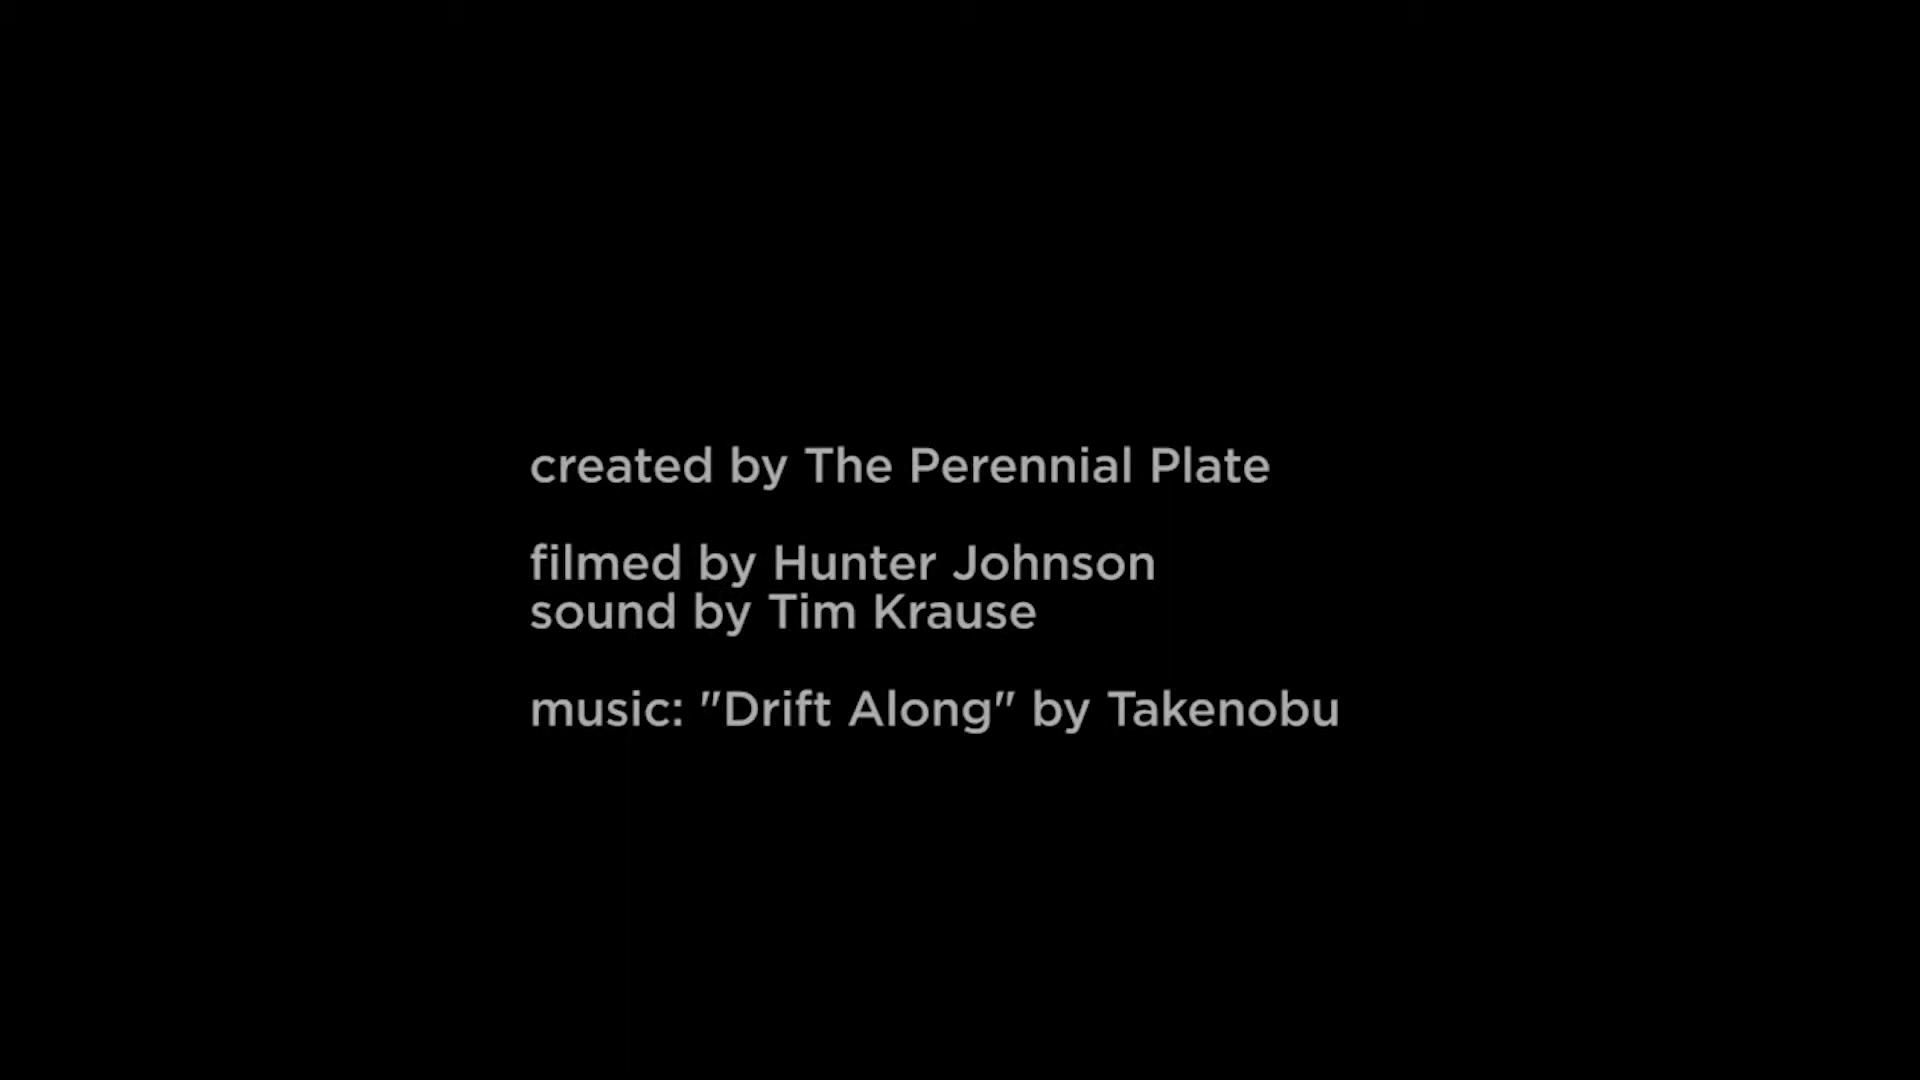 created by The Perennial Plate
filmed by Hunter Johnson
sound by Tim Krause
music: "Drift Along" by Takenobu